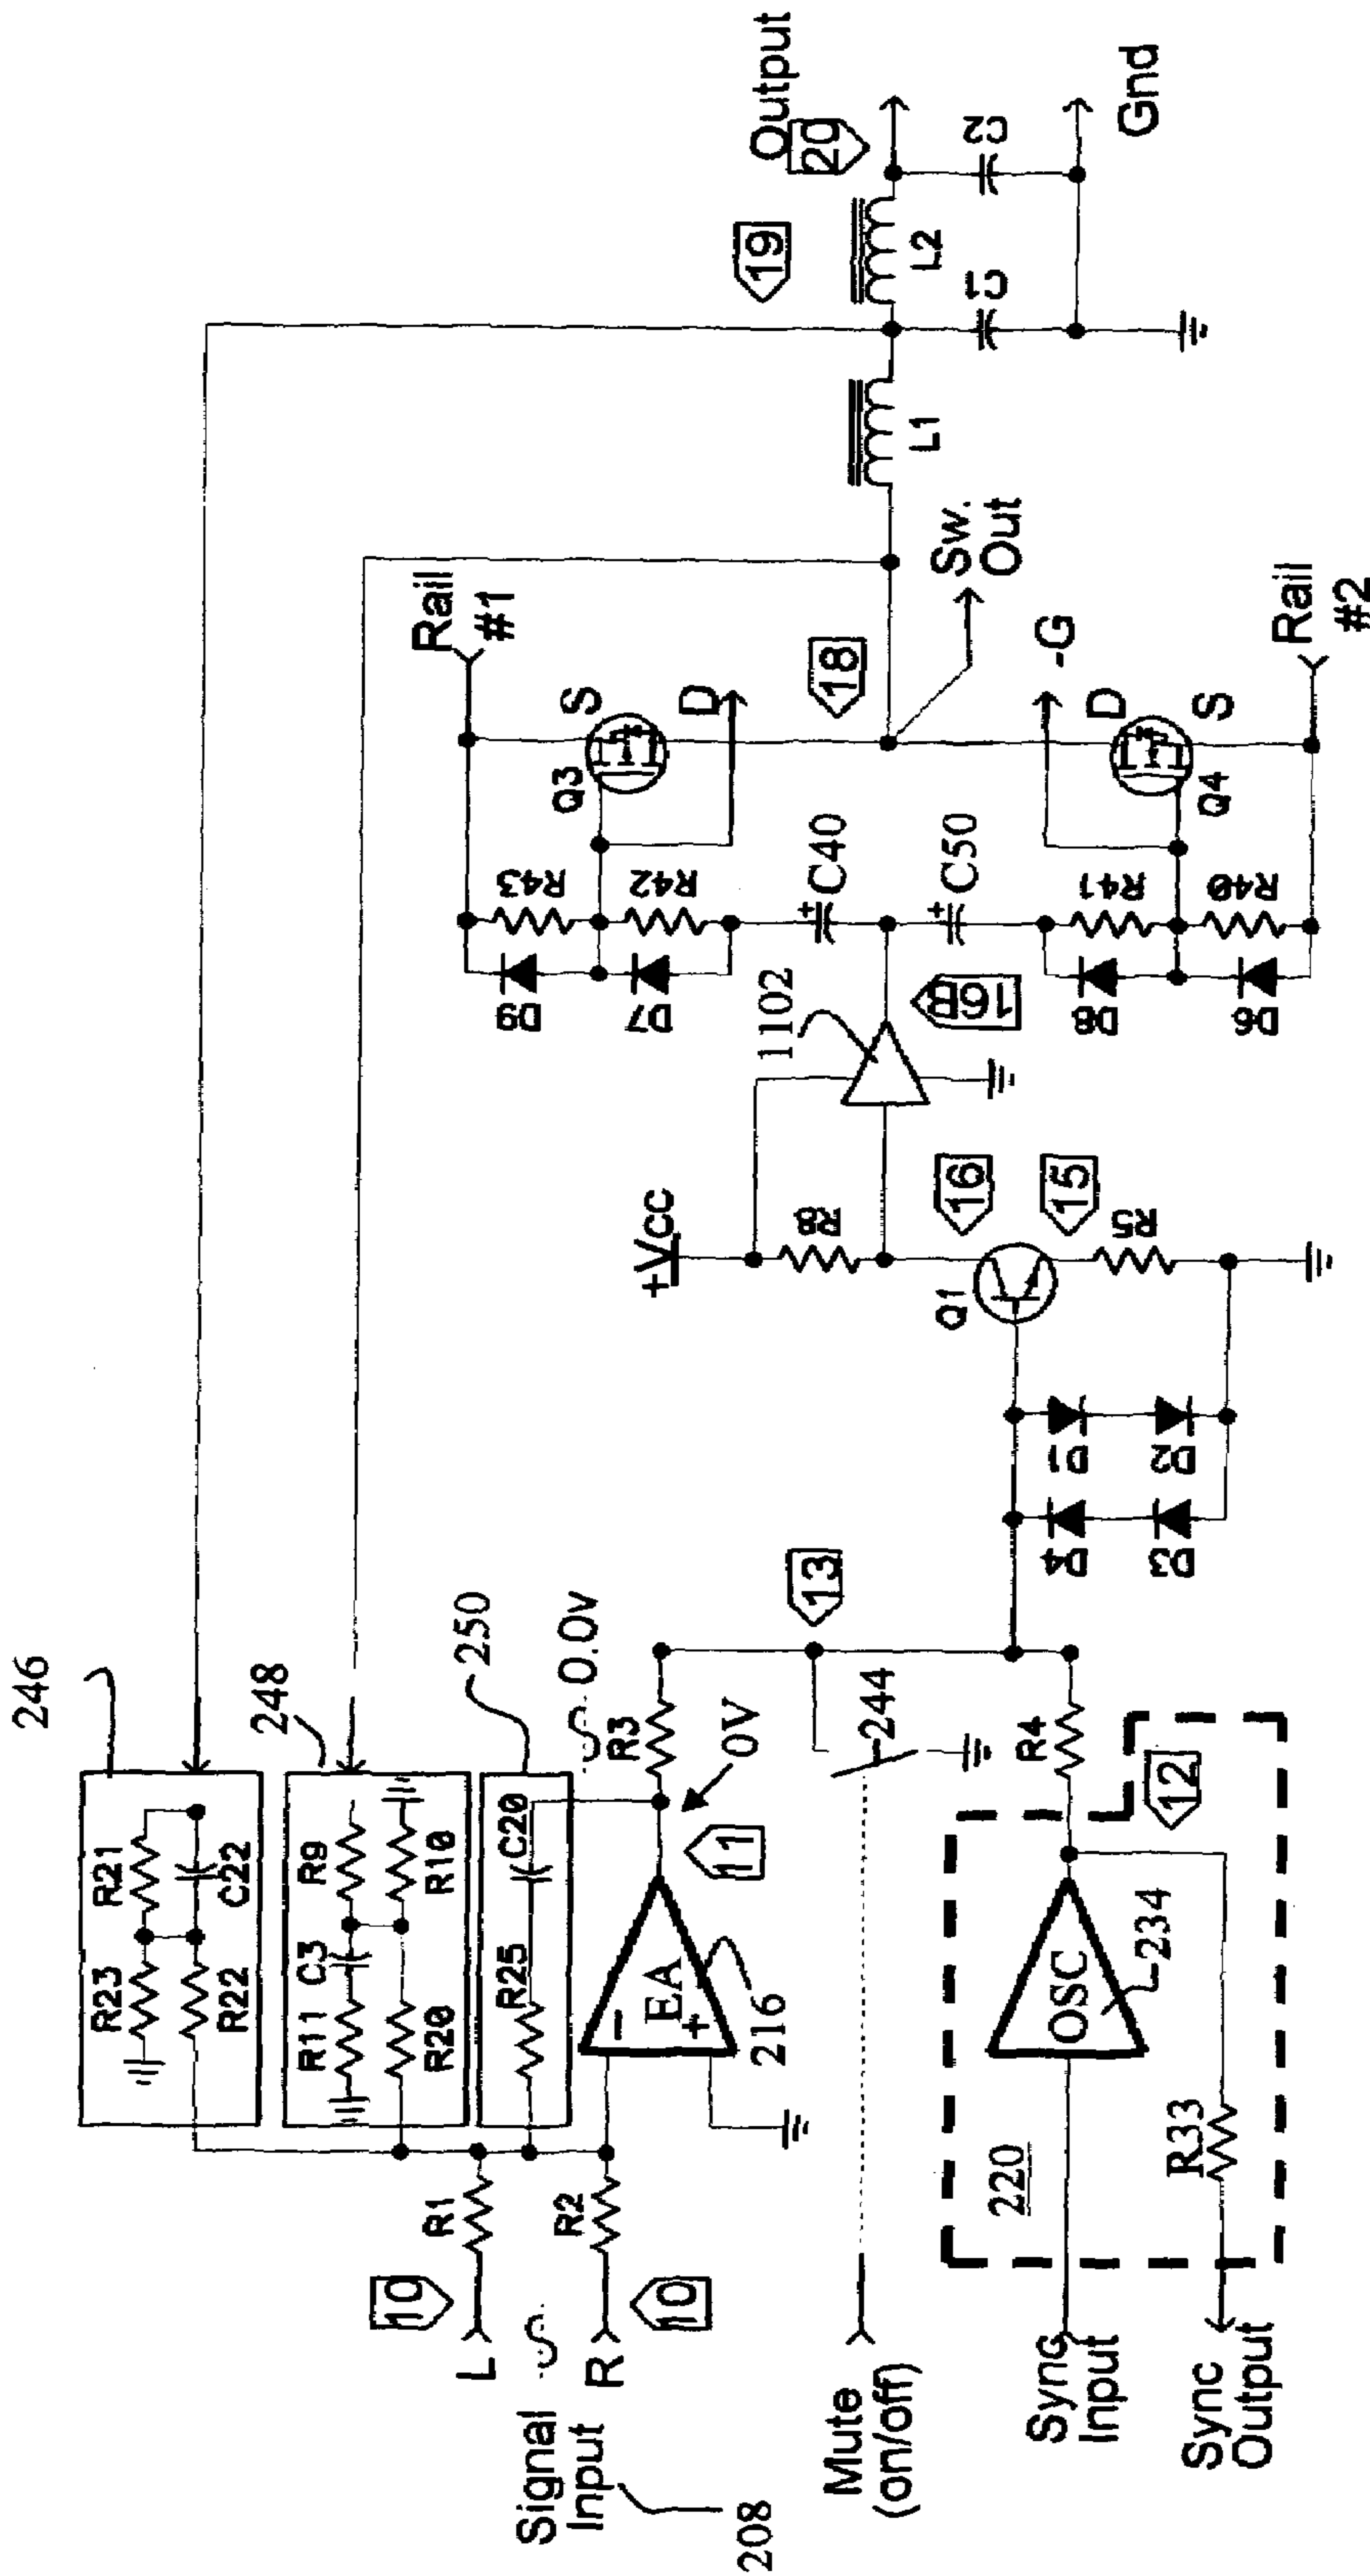 246
R21
C22
R23
R22
248
R9
R10
C3
R11
R20
250
C20
R25
0.0v
S
R3
0V
11
EA
-
+
216
R1
R2
10
10
L
S
R
Signal
Input
208
13
244
Mute
(on/off)
R4
12
OSC
234
220
R33
Sync
Input
Sync
Output
D1
D2
D4
D3
Q1
16
15
R5
+Vcc
R8
1102
16B
Rail
#1
R43
R42
D9
D7
Q3
S
D
C40
C50
18
Sw.
Out
-G
D
S
Q4
R41
R40
D8
D6
Rail
#2
L1
19
L2
C1
C2
20
Output
Gnd